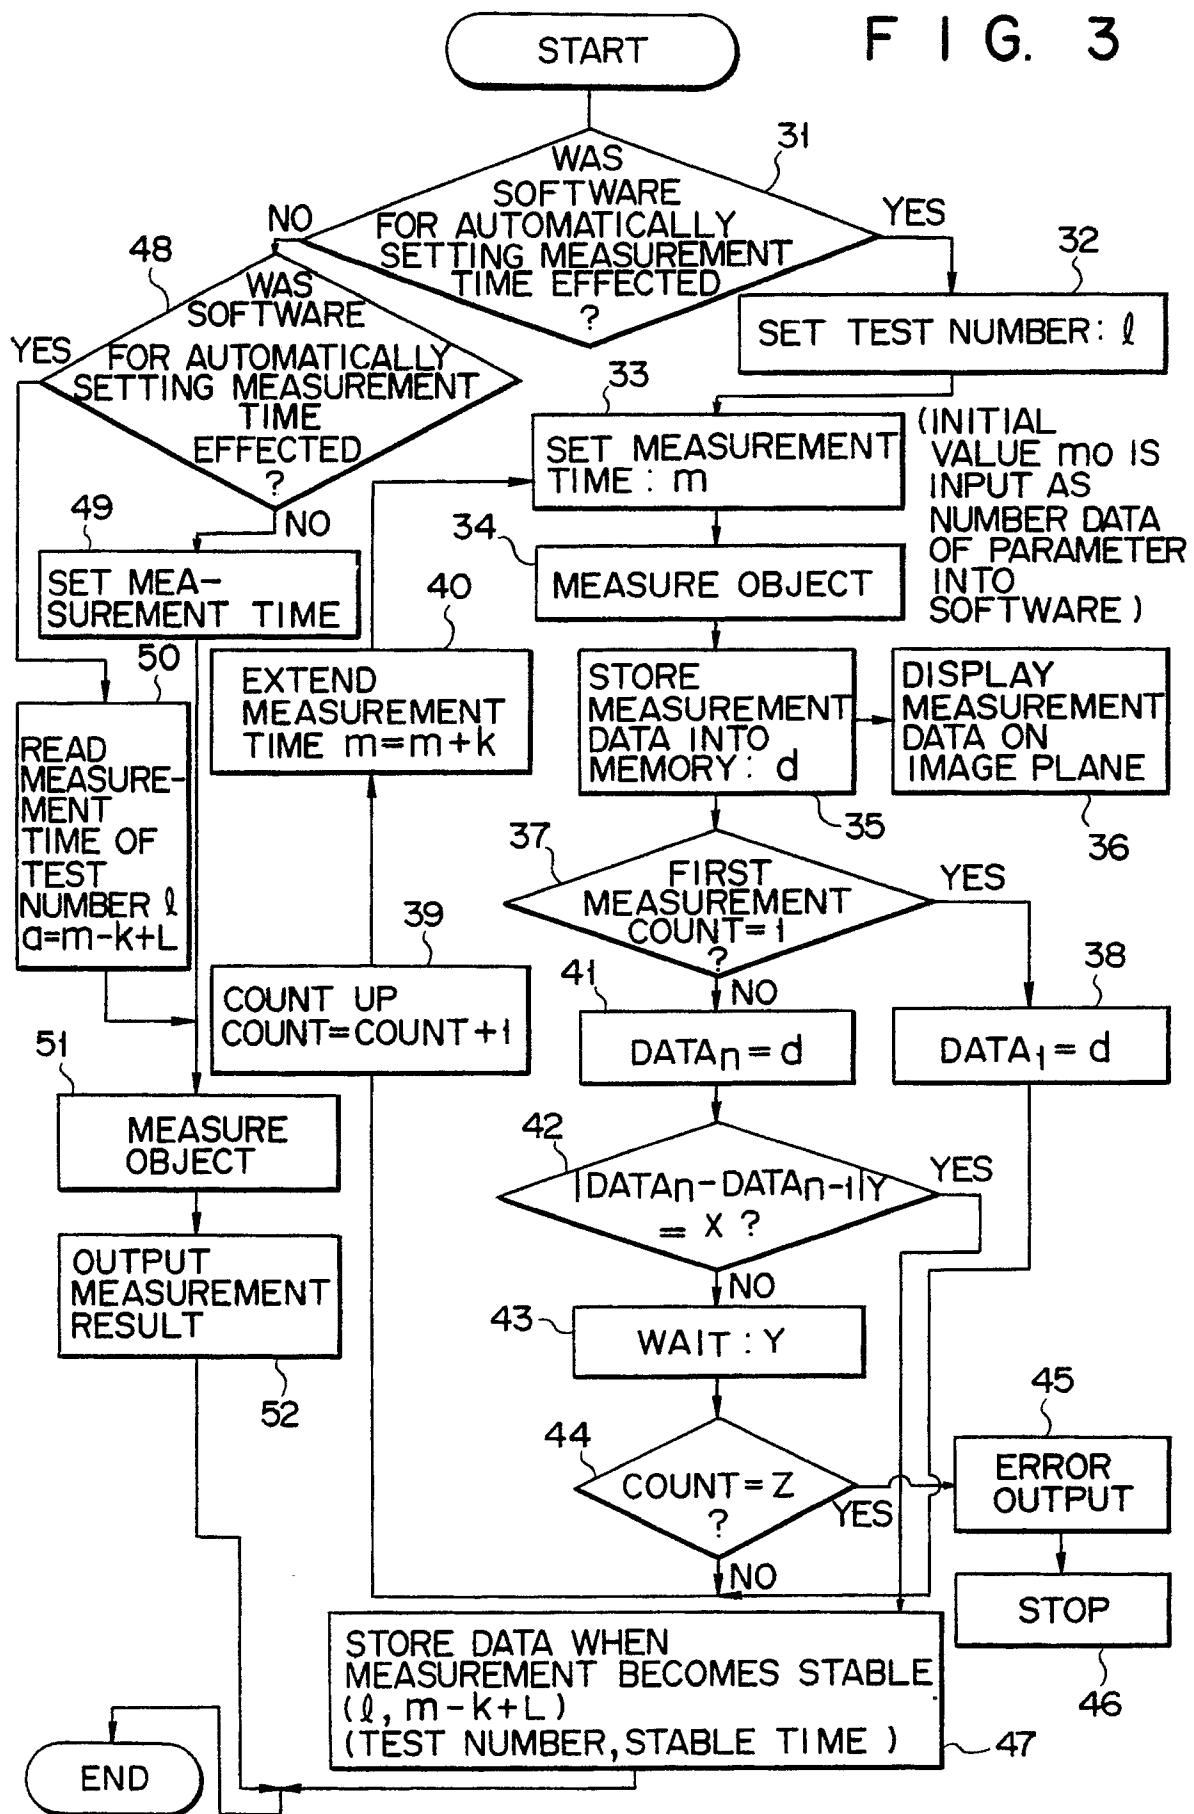 FIG. 3
START
31
WAS
SOFTWARE
FOR AUTOMATICALLY
SETTING MEASUREMENT
TIME EFFECTED
?
NO
YES
48
WAS
SOFTWARE
FOR AUTOMATICALLY
SETTING MEASUREMENT
TIME
EFFECTED
?
YES
NO
32
SET TEST NUMBER: ℓ
33
SET MEASUREMENT
TIME: m
(INITIAL
VALUE mo IS
INPUT AS
NUMBER DATA
OF PARAMETER
INTO
SOFTWARE)
34
MEASURE OBJECT
49
SET MEA-
SUREMENT TIME
40
EXTEND
MEASUREMENT
TIME m=m+k
STORE
MEASUREMENT
DATA INTO
MEMORY: d
35
DISPLAY
MEASUREMENT
DATA ON
IMAGE PLANE
36
50
READ
MEASURE-
MENT
TIME OF
TEST
NUMBER ℓ
a=m-k+L
37
FIRST
MEASUREMENT
COUNT=1
?
YES
NO
39
COUNT UP
COUNT=COUNT+1
41
DATAn=d
38
DATA1=d
51
MEASURE
OBJECT
42
|DATAn-DATAn-1|Y
= X ?
YES
NO
OUTPUT
MEASUREMENT
RESULT
52
43
WAIT: Y
44
COUNT=Z
?
YES
NO
45
ERROR
OUTPUT
STOP
46
STORE DATA WHEN
MEASUREMENT BECOMES STABLE
(ℓ, m-k+L)
(TEST NUMBER, STABLE TIME)
47
END